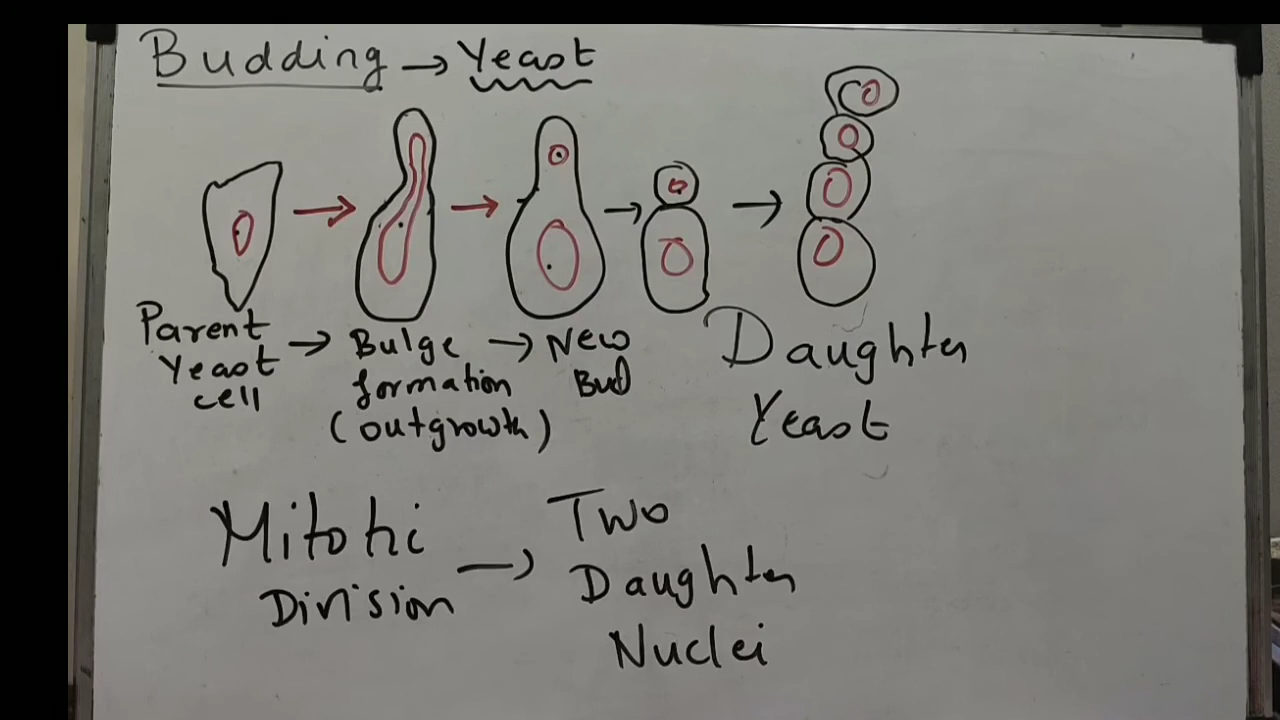 Budding → Yeast
Parent
Yeast
cell
→ Bulge
formation
(outgrowth)
→ New
Bud
Daughter
Yeast
Mitotic
Division
→ Two
Daughter
Nuclei